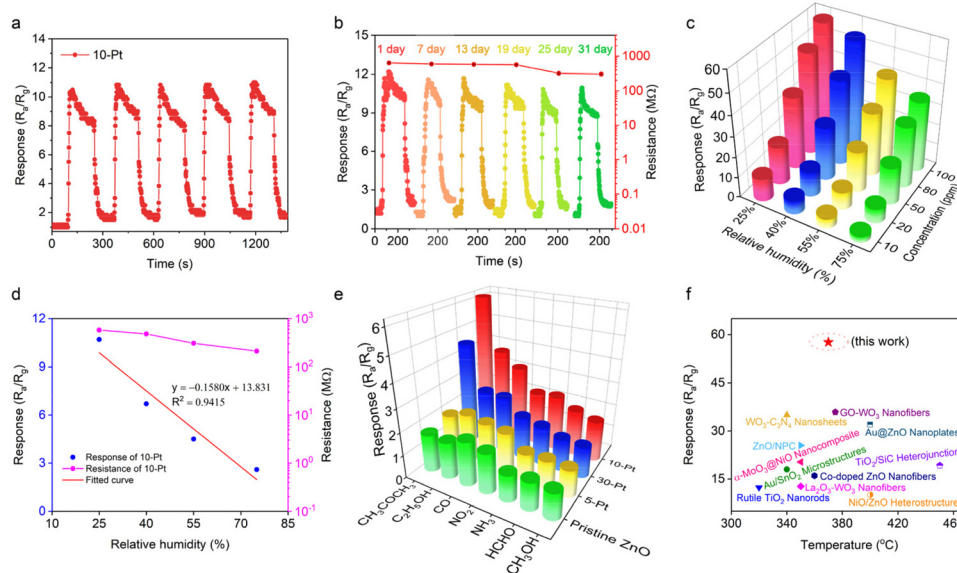 a
10-Pt
Response (Ra/Rg)
14
12
10
8
6
4
2
0 300 600 900 1200
Time (s)
b
1 day 7 day 13 day 19 day 25 day 31 day
Response (Ra/Rg)
15
12
9
6
3
0
0 200 200 200 200 200 200
Time (s)
1000
100
10
1
0.1
0.01
Resistance (MΩ)
c
Response (Ra/Rg)
60
50
40
30
20
10
0
25%
40%
55%
75%
Relative humidity (%)
100
80
50
20
10
Concentration (ppm)
d
Response (Ra/Rg)
12
9
6
3
0
y = −0.1580x + 13.831
R² = 0.9415
Response of 10-Pt
Resistance of 10-Pt
Fitted curve
10 25 40 55 70 85
Relative humidity (%)
10³
10²
10¹
10⁰
10⁻¹
Resistance (MΩ)
e
Response (Ra/Rg)
6
5
4
3
2
1
0
CH₃COCH₃
C₂H₅OH
CO
NO₂
NH₃
HCHO
CH₃OH
10-Pt
30-Pt
5-Pt
Pristine ZnO
f
Response (Ra/Rg)
60
45
30
15
(this work)
GO-WO₃ Nanofibers
WO₃-C₃N₄ Nanosheets
Au@ZnO Nanoplates
ZnO/NPC
α-MoO₃@NiO Nanocomposite
TiO₂/SiC Heterojunction
Au/SnO₂ Microstructures
Co-doped ZnO Nanofibers
La₂O₃-WO₃ Nanofibers
Rutile TiO₂ Nanorods
NiO/ZnO Heterostructure
300 340 380 420 460
Temperature (°C)